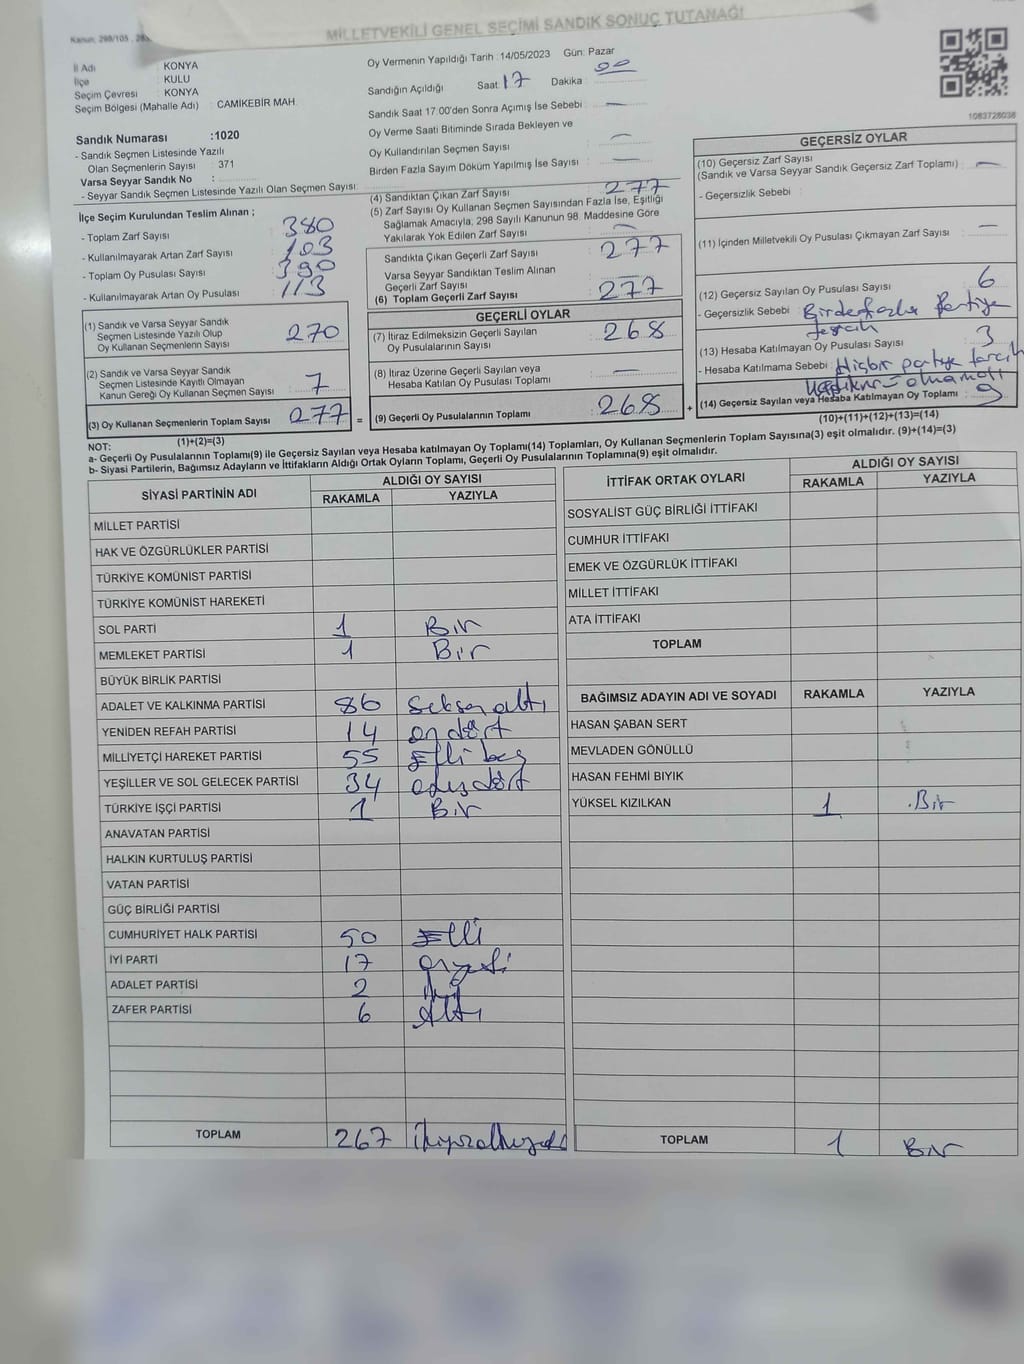 MİLLETVEKİLİ GENEL SEÇİMİ SANDIK SONUÇ TUTANAĞI
Kanun: 298/105
İl Adı : KONYA
İlçe : KULU
Seçim Çevresi : KONYA
Seçim Bölgesi (Mahalle Adı) : CAMİKEBİR MAH.
Sandık Numarası :1020
- Sandık Seçmen Listesinde Yazılı
Olan Seçmenlerin Sayısı : 371
Varsa Seyyar Sandık No :
- Seyyar Sandık Seçmen Listesinde Yazılı Olan Seçmen Sayısı:
İlçe Seçim Kurulundan Teslim Alınan ;
- Toplam Zarf Sayısı : 380
- Kullanılmayarak Artan Zarf Sayısı : 103
- Toplam Oy Pusulası Sayısı : 390
- Kullanılmayarak Artan Oy Pusulası : 113
(1) Sandık ve Varsa Seyyar Sandık
Seçmen Listesinde Yazılı Olup
Oy Kullanan Seçmenlerin Sayısı : 270
(2) Sandık ve Varsa Seyyar Sandık
Seçmen Listesinde Kayıtlı Olmayan
Kanun Gereği Oy Kullanan Seçmen Sayısı : 7
(3) Oy Kullanan Seçmenlerin Toplam Sayısı : 277 =
(1)+(2)=(3)
Oy Vermenin Yapıldığı Tarih : 14/05/2023 Gün: Pazar
Sandığın Açıldığı Saat 17 Dakika 00
Sandık Saat 17:00'den Sonra Açımış İse Sebebi : —
Oy Verme Saati Bitiminde Sırada Bekleyen ve
Oy Kullandırılan Seçmen Sayısı : —
Birden Fazla Sayım Döküm Yapılmış İse Sayısı : —
(4) Sandıktan Çıkan Zarf Sayısı : 277
(5) Zarf Sayısı Oy Kullanan Seçmen Sayısından Fazla İse, Eşitliği
Sağlamak Amacıyla; 298 Sayılı Kanunun 98. Maddesine Göre
Yakılarak Yok Edilen Zarf Sayısı : —
Sandıkta Çıkan Geçerli Zarf Sayısı : 277
Varsa Seyyar Sandıktan Teslim Alınan
Geçerli Zarf Sayısı :
(6) Toplam Geçerli Zarf Sayısı : 277
GEÇERLİ OYLAR
(7) İtiraz Edilmeksizin Geçerli Sayılan
Oy Pusulalarının Sayısı : 268
(8) İtiraz Üzerine Geçerli Sayılan veya
Hesaba Katılan Oy Pusulası Toplamı : —
(9) Geçerli Oy Pusulalarının Toplamı : 268 +
1083728038
GEÇERSİZ OYLAR
(10) Geçersiz Zarf Sayısı
(Sandık ve Varsa Seyyar Sandık Geçersiz Zarf Toplamı) : —
- Geçersizlik Sebebi :
(11) İçinden Milletvekili Oy Pusulası Çıkmayan Zarf Sayısı : —
(12) Geçersiz Sayılan Oy Pusulası Sayısı : 6
- Geçersizlik Sebebi : Birden fazla Partiye
tercih
(13) Hesaba Katılmayan Oy Pusulası Sayısı : 3
- Hesaba Katılmama Sebebi : Hiçbir partiye tercih
olmaması
(14) Geçersiz Sayılan veya Hesaba Katılmayan Oy Toplamı : 9
(10)+(11)+(12)+(13)=(14)
NOT:
a- Geçerli Oy Pusulalarının Toplamı(9) ile Geçersiz Sayılan veya Hesaba katılmayan Oy Toplamı(14) Toplamları, Oy Kullanan Seçmenlerin Toplam Sayısına(3) eşit olmalıdır. (9)+(14)=(3)
b- Siyasi Partilerin, Bağımsız Adayların ve İttifakların Aldığı Ortak Oyların Toplamı, Geçerli Oy Pusulalarının Toplamına(9) eşit olmalıdır.
SİYASİ PARTİNİN ADI ALDIĞI OY SAYISI
RAKAMLA YAZIYLA
MİLLET PARTİSİ
HAK VE ÖZGÜRLÜKLER PARTİSİ
TÜRKİYE KOMÜNİST PARTİSİ
TÜRKİYE KOMÜNİST HAREKETİ
SOL PARTİ 1 Bir
MEMLEKET PARTİSİ 1 Bir
BÜYÜK BİRLİK PARTİSİ
ADALET VE KALKINMA PARTİSİ 86 Seksen altı
YENİDEN REFAH PARTİSİ 14 on dört
MİLLİYETÇİ HAREKET PARTİSİ 55 Elli beş
YEŞİLLER VE SOL GELECEK PARTİSİ 34 otuz dört
TÜRKİYE İŞÇİ PARTİSİ 1 Bir
ANAVATAN PARTİSİ
HALKIN KURTULUŞ PARTİSİ
VATAN PARTİSİ
GÜÇ BİRLİĞİ PARTİSİ
CUMHURİYET HALK PARTİSİ 50 Elli
İYİ PARTİ 17 onyedi
ADALET PARTİSİ 2 iki
ZAFER PARTİSİ 6 Altı
TOPLAM 267 ikiyüzaltmışyedi
İTTİFAK ORTAK OYLARI ALDIĞI OY SAYISI
RAKAMLA YAZIYLA
SOSYALİST GÜÇ BİRLİĞİ İTTİFAKI
CUMHUR İTTİFAKI
EMEK VE ÖZGÜRLÜK İTTİFAKI
MİLLET İTTİFAKI
ATA İTTİFAKI
TOPLAM
BAĞIMSIZ ADAYIN ADI VE SOYADI RAKAMLA YAZIYLA
HASAN ŞABAN SERT
MEVLADEN GÖNÜLLÜ
HASAN FEHMİ BIYIK
YÜKSEL KIZILKAN 1 Bir
TOPLAM 1 Bir